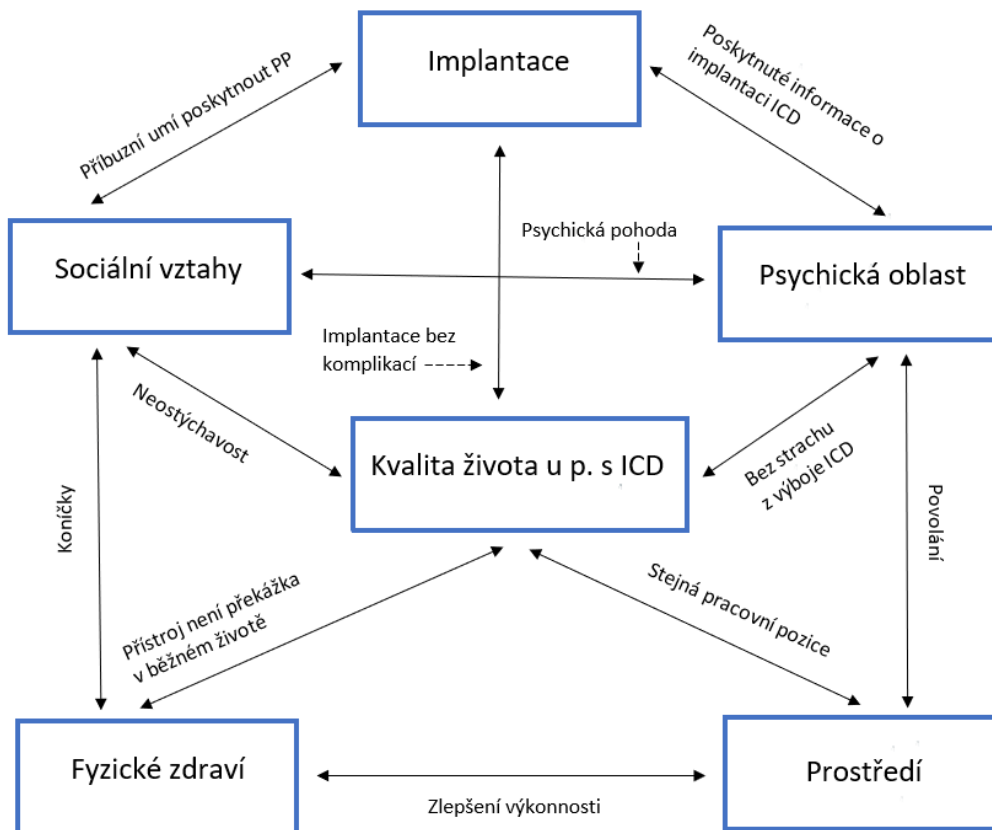 Implantace
Příbuzní umí poskytnout PP
Poskytnuté informace o
implantaci ICD
Sociální vztahy
Psychická pohoda
Psychická oblast
Implantace bez
komplikací
Neostýchavost
Kvalita života u p. s ICD
Bez strachu
z výboje ICD
Koníčky
Povolání
Přístroj není překážka
v běžném životě
Stejná pracovní pozice
Fyzické zdraví
Zlepšení výkonnosti
Prostředí